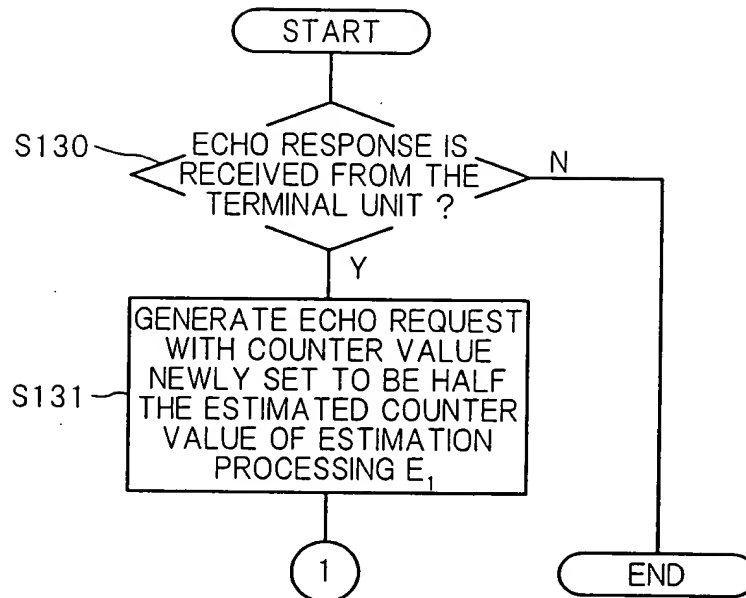 START
S130
ECHO RESPONSE IS
RECEIVED FROM THE
TERMINAL UNIT ?
N
Y
GENERATE ECHO REQUEST
WITH COUNTER VALUE
NEWLY SET TO BE HALF
S131
THE ESTIMATED COUNTER
VALUE OF ESTIMATION
PROCESSING E₁
1
END